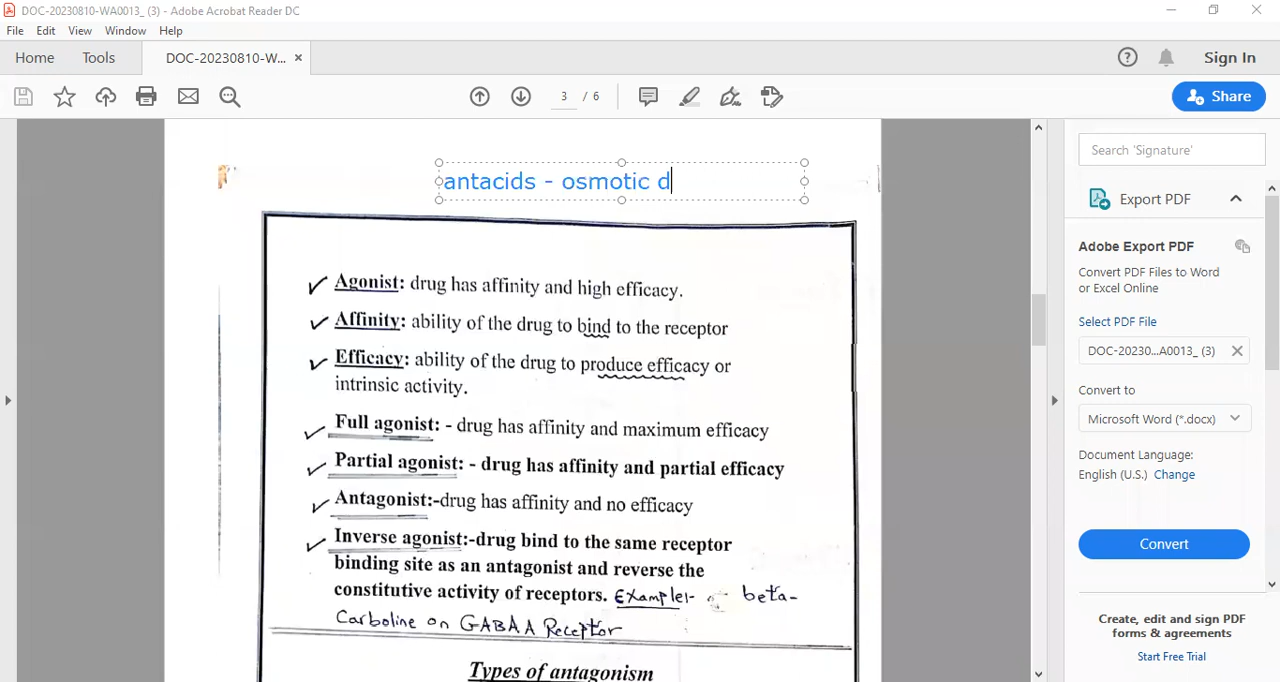 DOC-20230810-WA0013_ (3) - Adobe Acrobat Reader DC
File Edit View Window Help
Home Tools DOC-20230810-W... × Sign In
3 / 6 Share
antacids - osmotic d
Agonist: drug has affinity and high efficacy.
Affinity: ability of the drug to bind to the receptor
Efficacy: ability of the drug to produce efficacy or
intrinsic activity.
Full agonist: - drug has affinity and maximum efficacy
Partial agonist: - drug has affinity and partial efficacy
Antagonist:-drug has affinity and no efficacy
Inverse agonist:-drug bind to the same receptor
binding site as an antagonist and reverse the
constitutive activity of receptors. Example:- beta-
Carboline on GABAA Receptor
Types of antagonism
Search 'Signature'
Export PDF
Adobe Export PDF
Convert PDF Files to Word
or Excel Online
Select PDF File
DOC-20230...A0013_ (3)
Convert to
Microsoft Word (*.docx)
Document Language:
English (U.S.) Change
Convert
Create, edit and sign PDF
forms & agreements
Start Free Trial